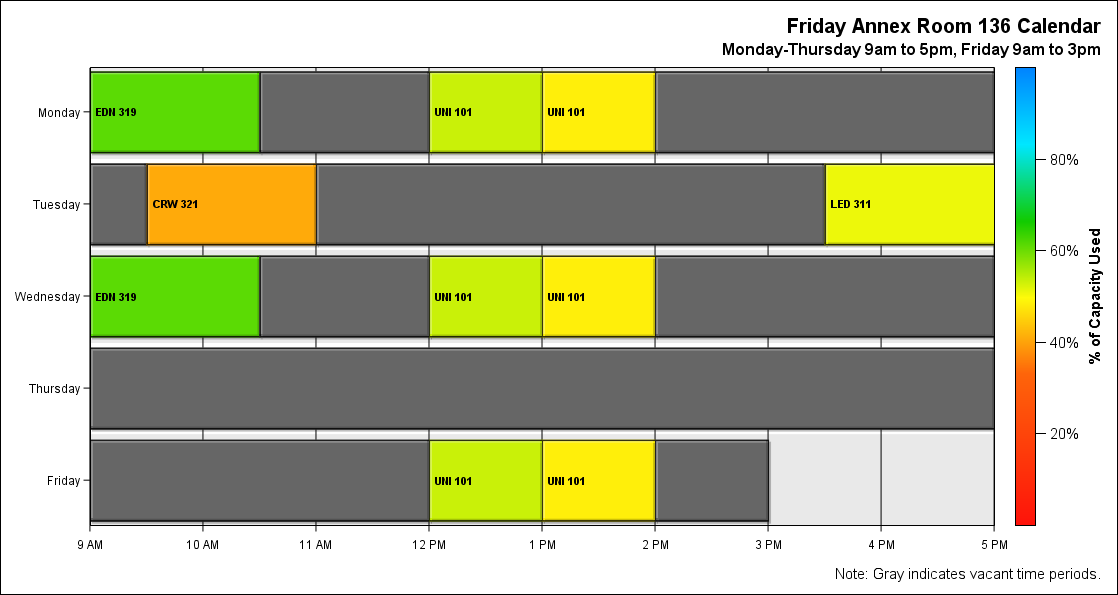 Friday Annex Room 136 Calendar
Monday-Thursday 9am to 5pm, Friday 9am to 3pm
Monday
EDN 319
UNI 101
UNI 101
Tuesday
CRW 321
LED 311
Wednesday
EDN 319
UNI 101
UNI 101
Thursday
Friday
UNI 101
UNI 101
9 AM
10 AM
11 AM
12 PM
1 PM
2 PM
3 PM
4 PM
5 PM
80%
60%
40%
20%
% of Capacity Used
Note: Gray indicates vacant time periods.